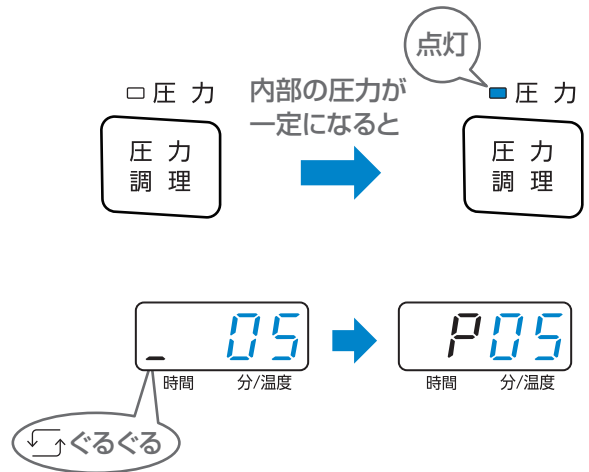 点灯
圧力
内部の圧力が
一定になると
圧力
圧力
調理
圧力
調理
_ 05
P05
時間 分/温度
時間 分/温度
ぐるぐる